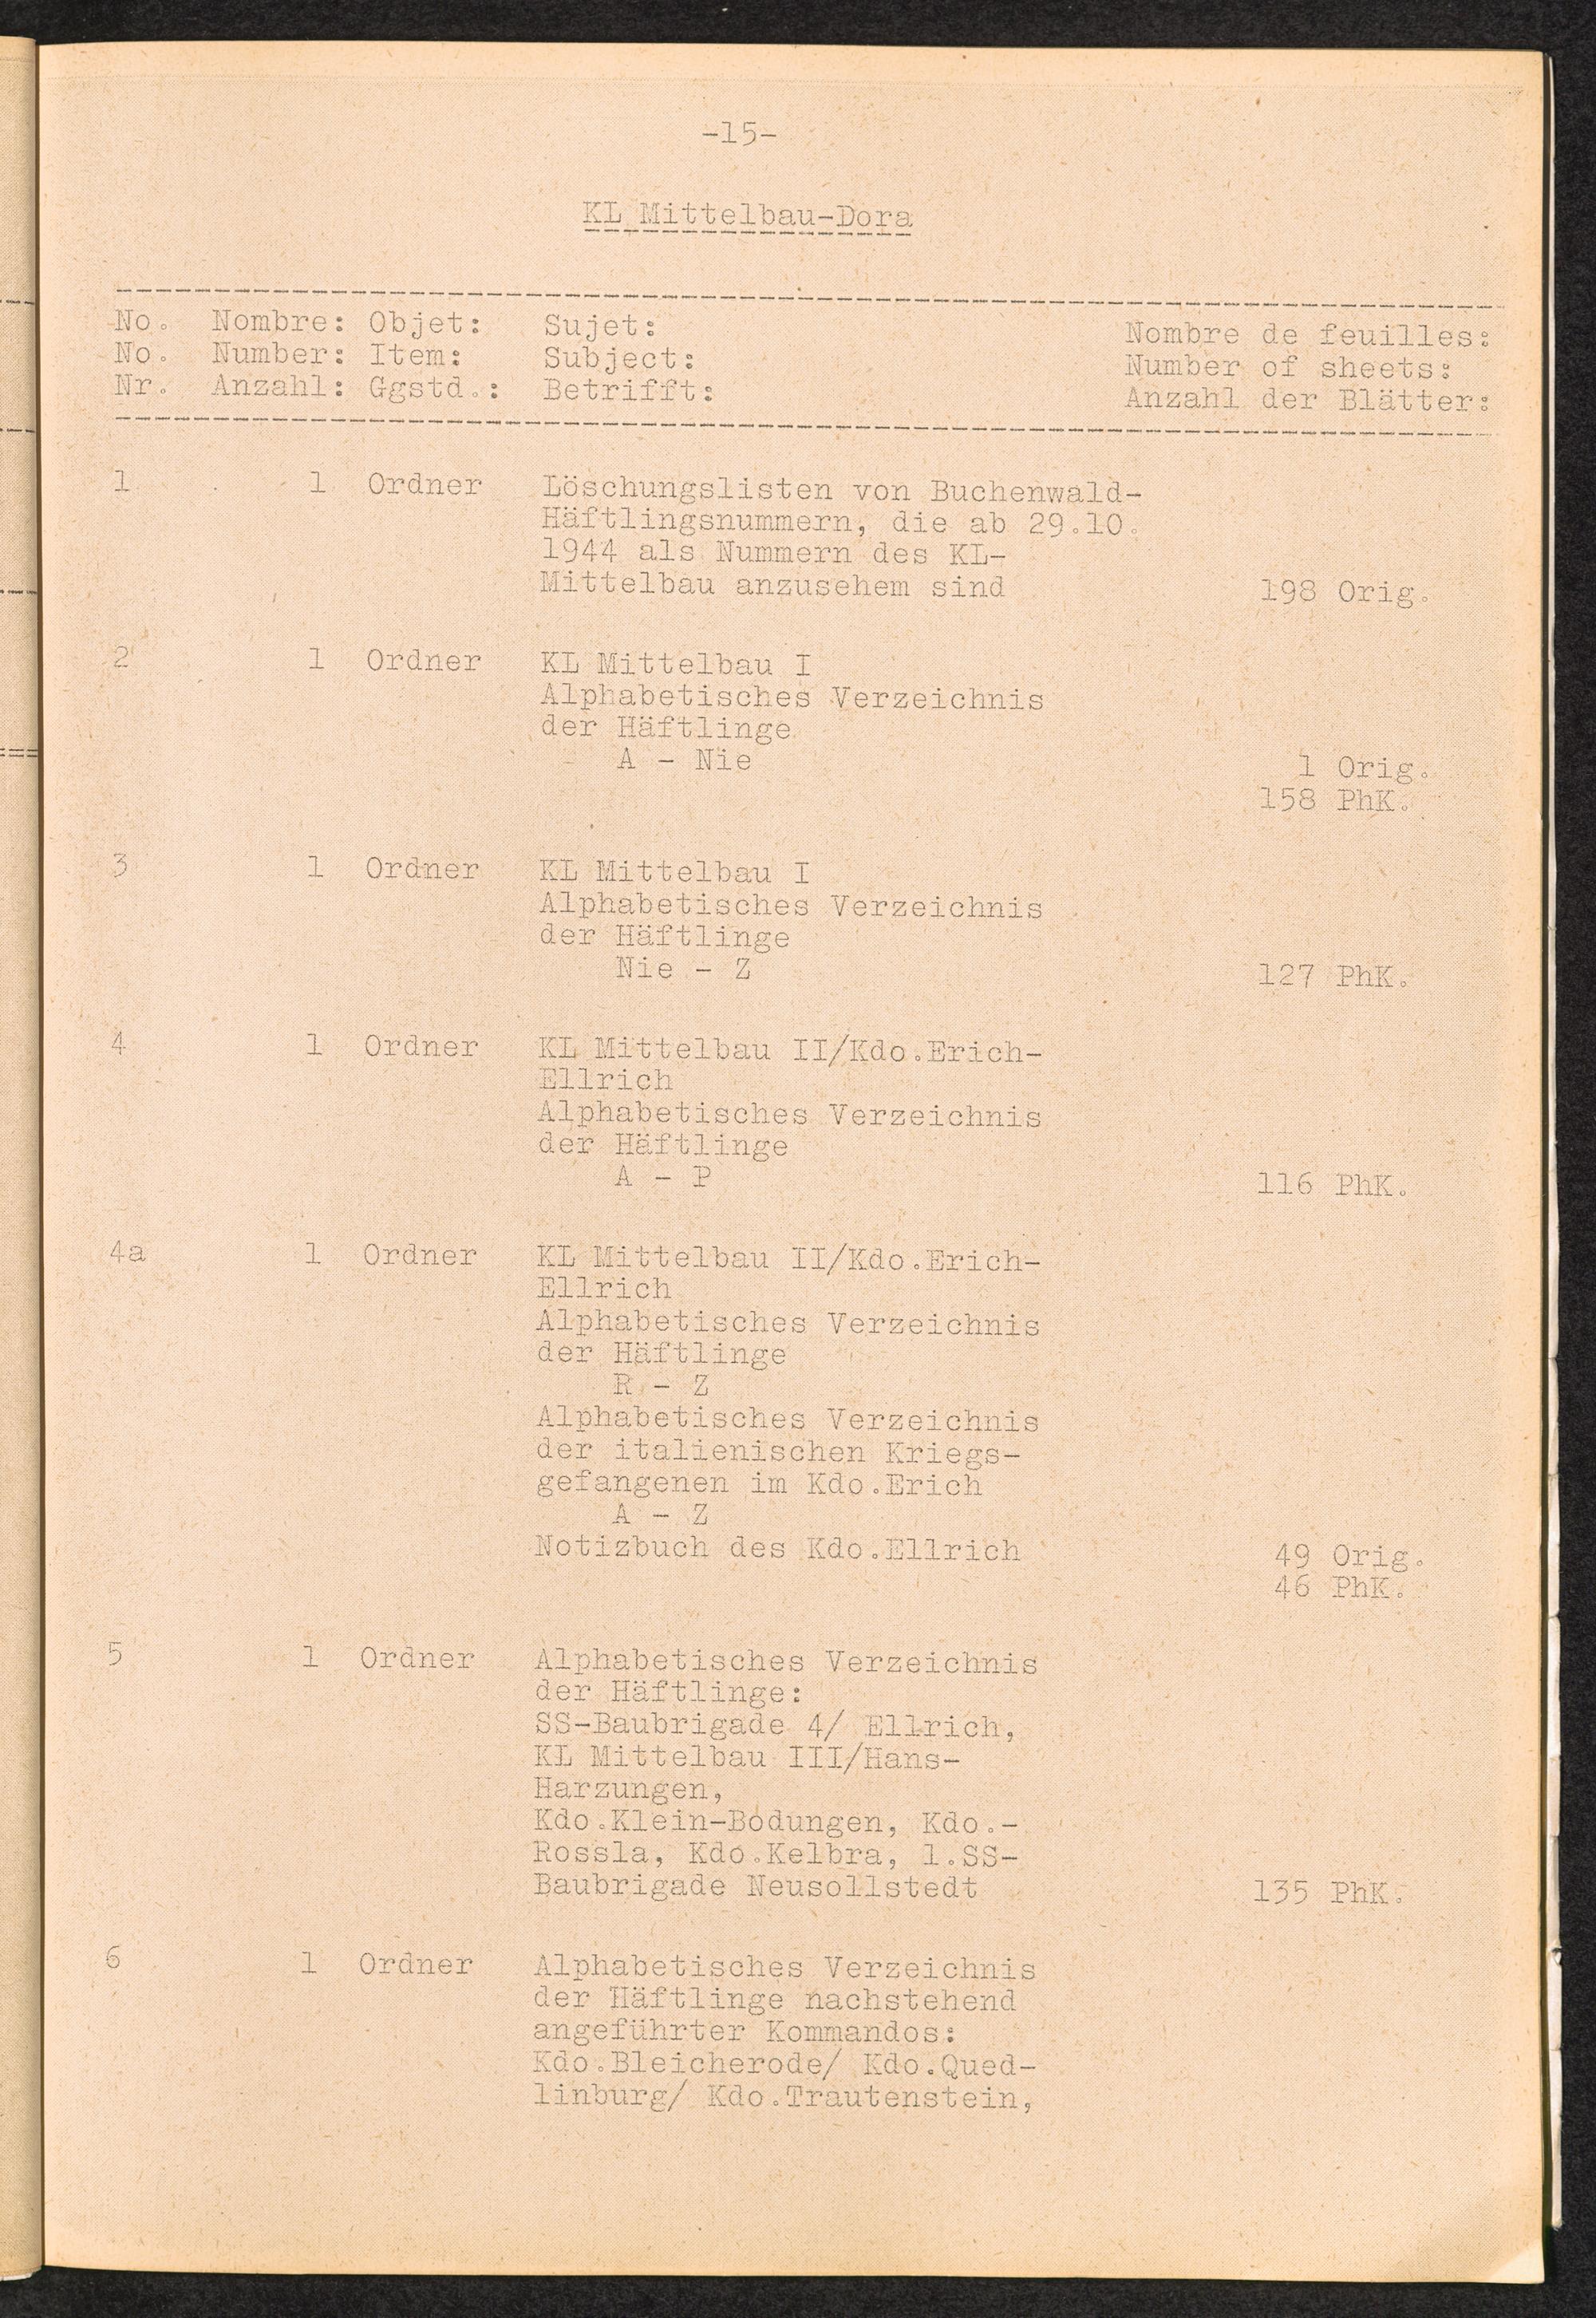 -15-
KL Mittelbau-Dora
No. Nombre: Objet: Sujet: Nombre de feuilles:
No. Number: Item: Subject: Number of sheets:
Nr. Anzahl: Ggstd.: Betrifft: Anzahl der Blätter:
1 1 Ordner Löschungslisten von Buchenwald-
Häftlingsnummern, die ab 29.10.
1944 als Nummern des KL-
Mittelbau anzusehem sind 198 Orig.
2 1 Ordner KL Mittelbau I
Alphabetisches Verzeichnis
der Häftlinge
A - Nie 1 Orig.
158 PhK.
3 1 Ordner KL Mittelbau I
Alphabetisches Verzeichnis
der Häftlinge
Nie - Z 127 PhK.
4 1 Ordner KL Mittelbau II/Kdo.Erich-
Ellrich
Alphabetisches Verzeichnis
der Häftlinge
A - P 116 PhK.
4a 1 Ordner KL Mittelbau II/Kdo.Erich-
Ellrich
Alphabetisches Verzeichnis
der Häftlinge
R - Z
Alphabetisches Verzeichnis
der italienischen Kriegs-
gefangenen im Kdo.Erich
A - Z
Notizbuch des Kdo.Ellrich 49 Orig.
46 PhK.
5 1 Ordner Alphabetisches Verzeichnis
der Häftlinge:
SS-Baubrigade 4/ Ellrich,
KL Mittelbau III/Hans-
Harzungen,
Kdo.Klein-Bodungen, Kdo.-
Rossla, Kdo.Kelbra, 1.SS-
Baubrigade Neusollstedt 135 PhK.
6 1 Ordner Alphabetisches Verzeichnis
der Häftlinge nachstehend
angeführter Kommandos:
Kdo.Bleicherode/ Kdo.Qued-
linburg/ Kdo.Trautenstein,